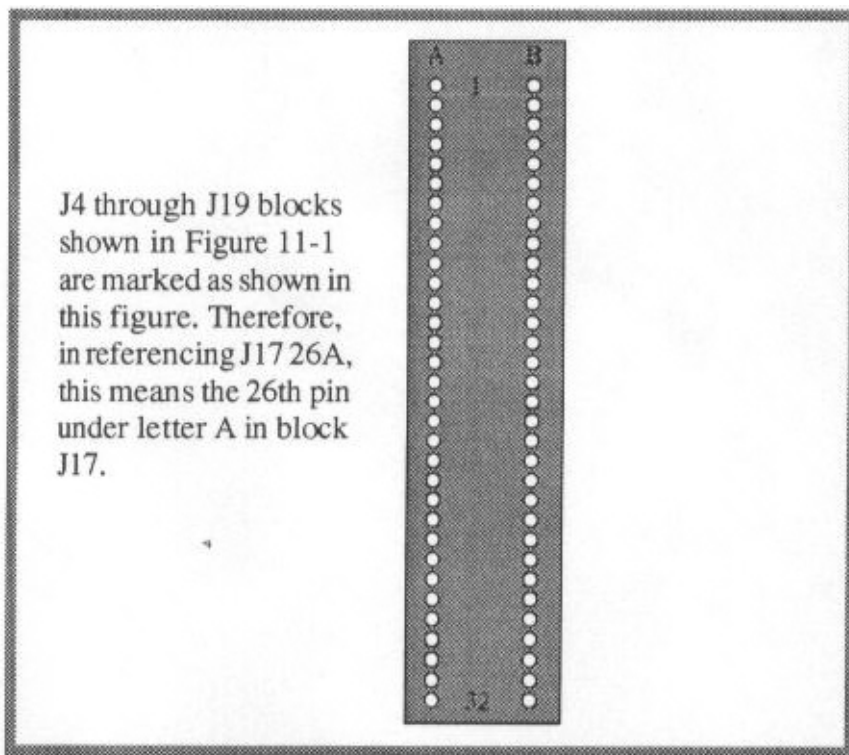 A B
1
J4 through J19 blocks
shown in Figure 11-1
are marked as shown in
this figure. Therefore,
in referencing J17 26A,
this means the 26th pin
under letter A in block
J17.
32